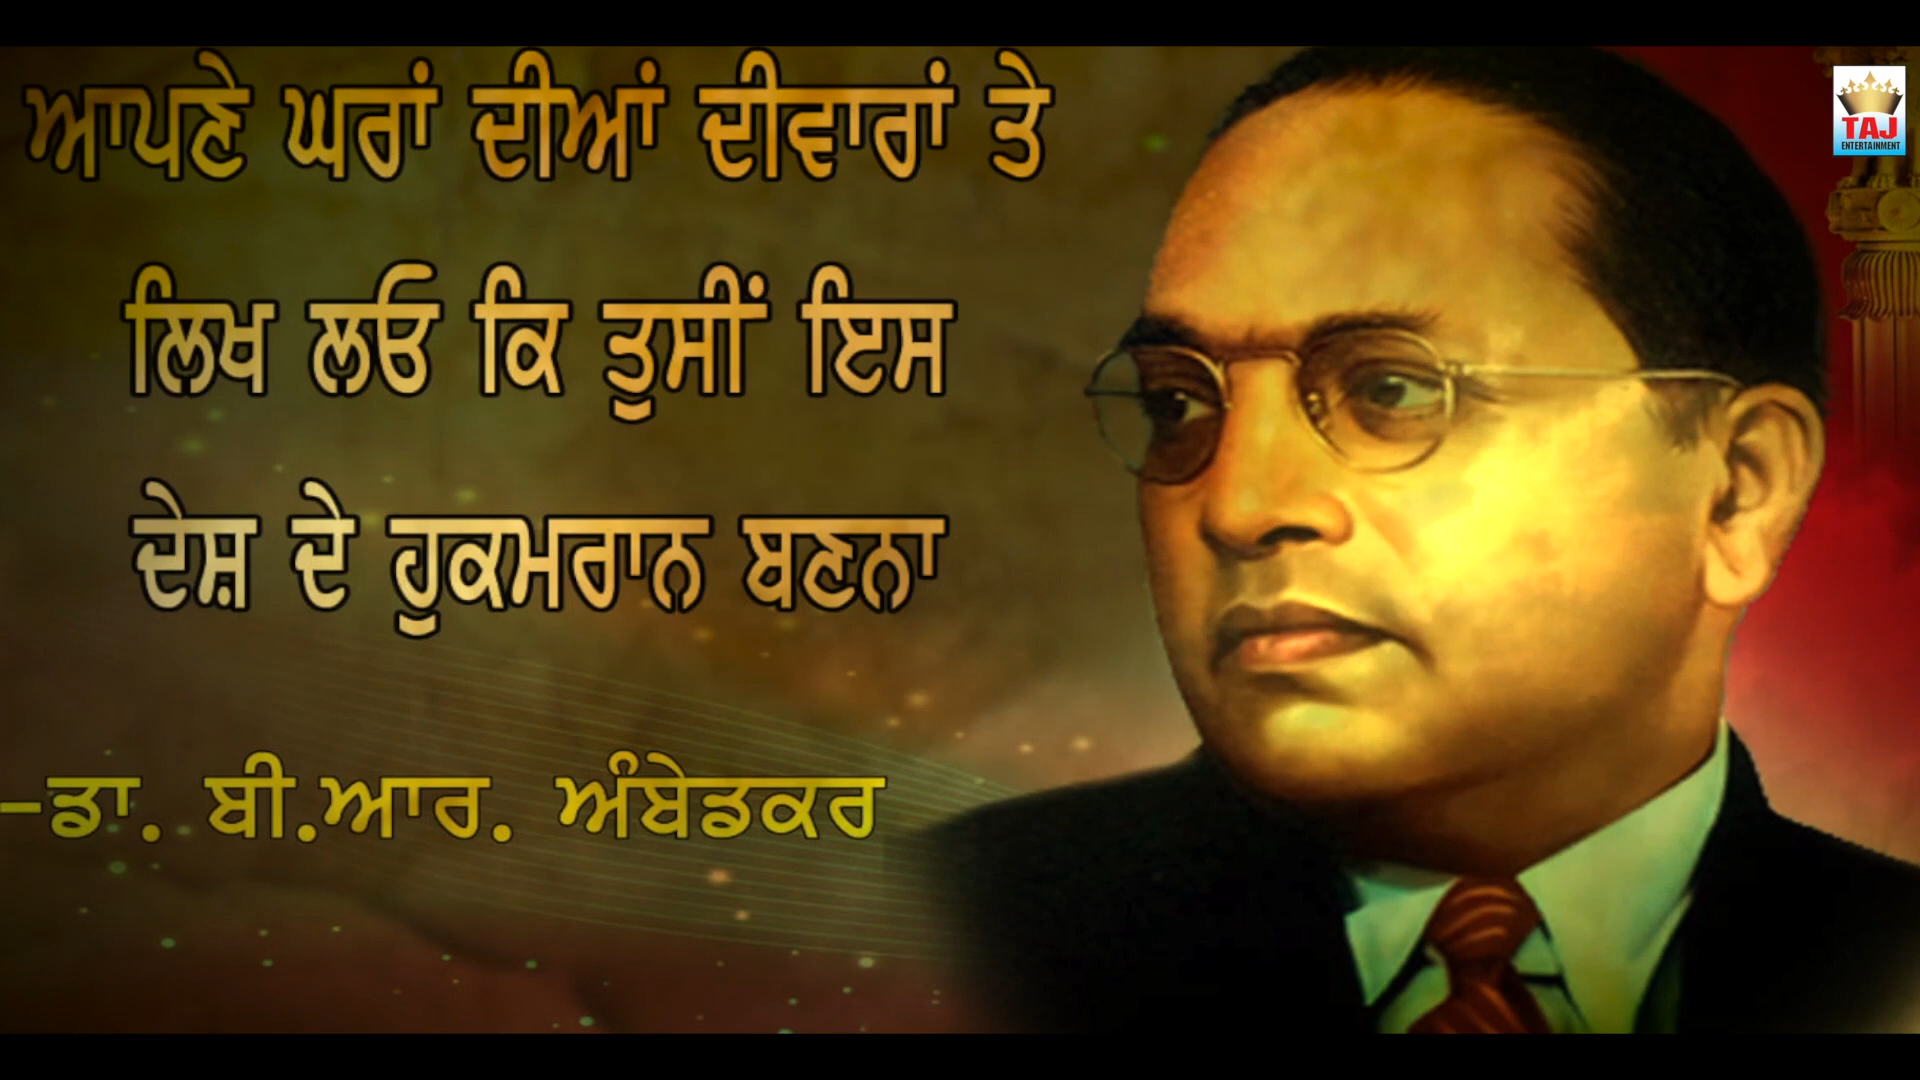 ਆਪਣੇ ਘਰਾਂ ਦੀਆਂ ਦੀਵਾਰਾਂ ਤੇ
ਲਿਖ ਲਓ ਕਿ ਤੁਸੀਂ ਇਸ
ਦੇਸ਼ ਦੇ ਹੁਕਮਰਾਨ ਬਣਨਾ
-ਡਾ. ਬੀ.ਆਰ. ਅੰਬੇਡਕਰ
TAJ
ENTERTAINMENT